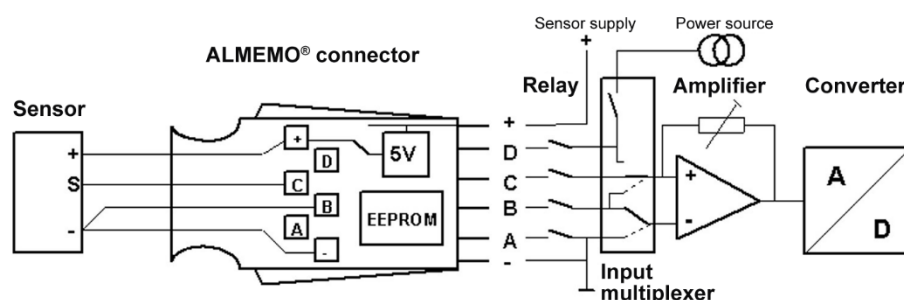 Sensor supply
+
Power source
ALMEMO® connector
Relay
Amplifier
Converter
Sensor
+
S
-
+
D
C
B
A
-
5V
EEPROM
+
D
C
B
A
-
+
-
A
D
Input
multiplexer